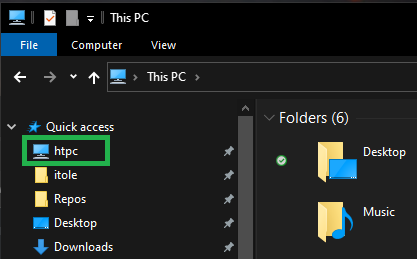 This PC
File
Computer
View
This PC
Quick access
htpc
itole
Repos
Desktop
Downloads
Folders (6)
Desktop
Music